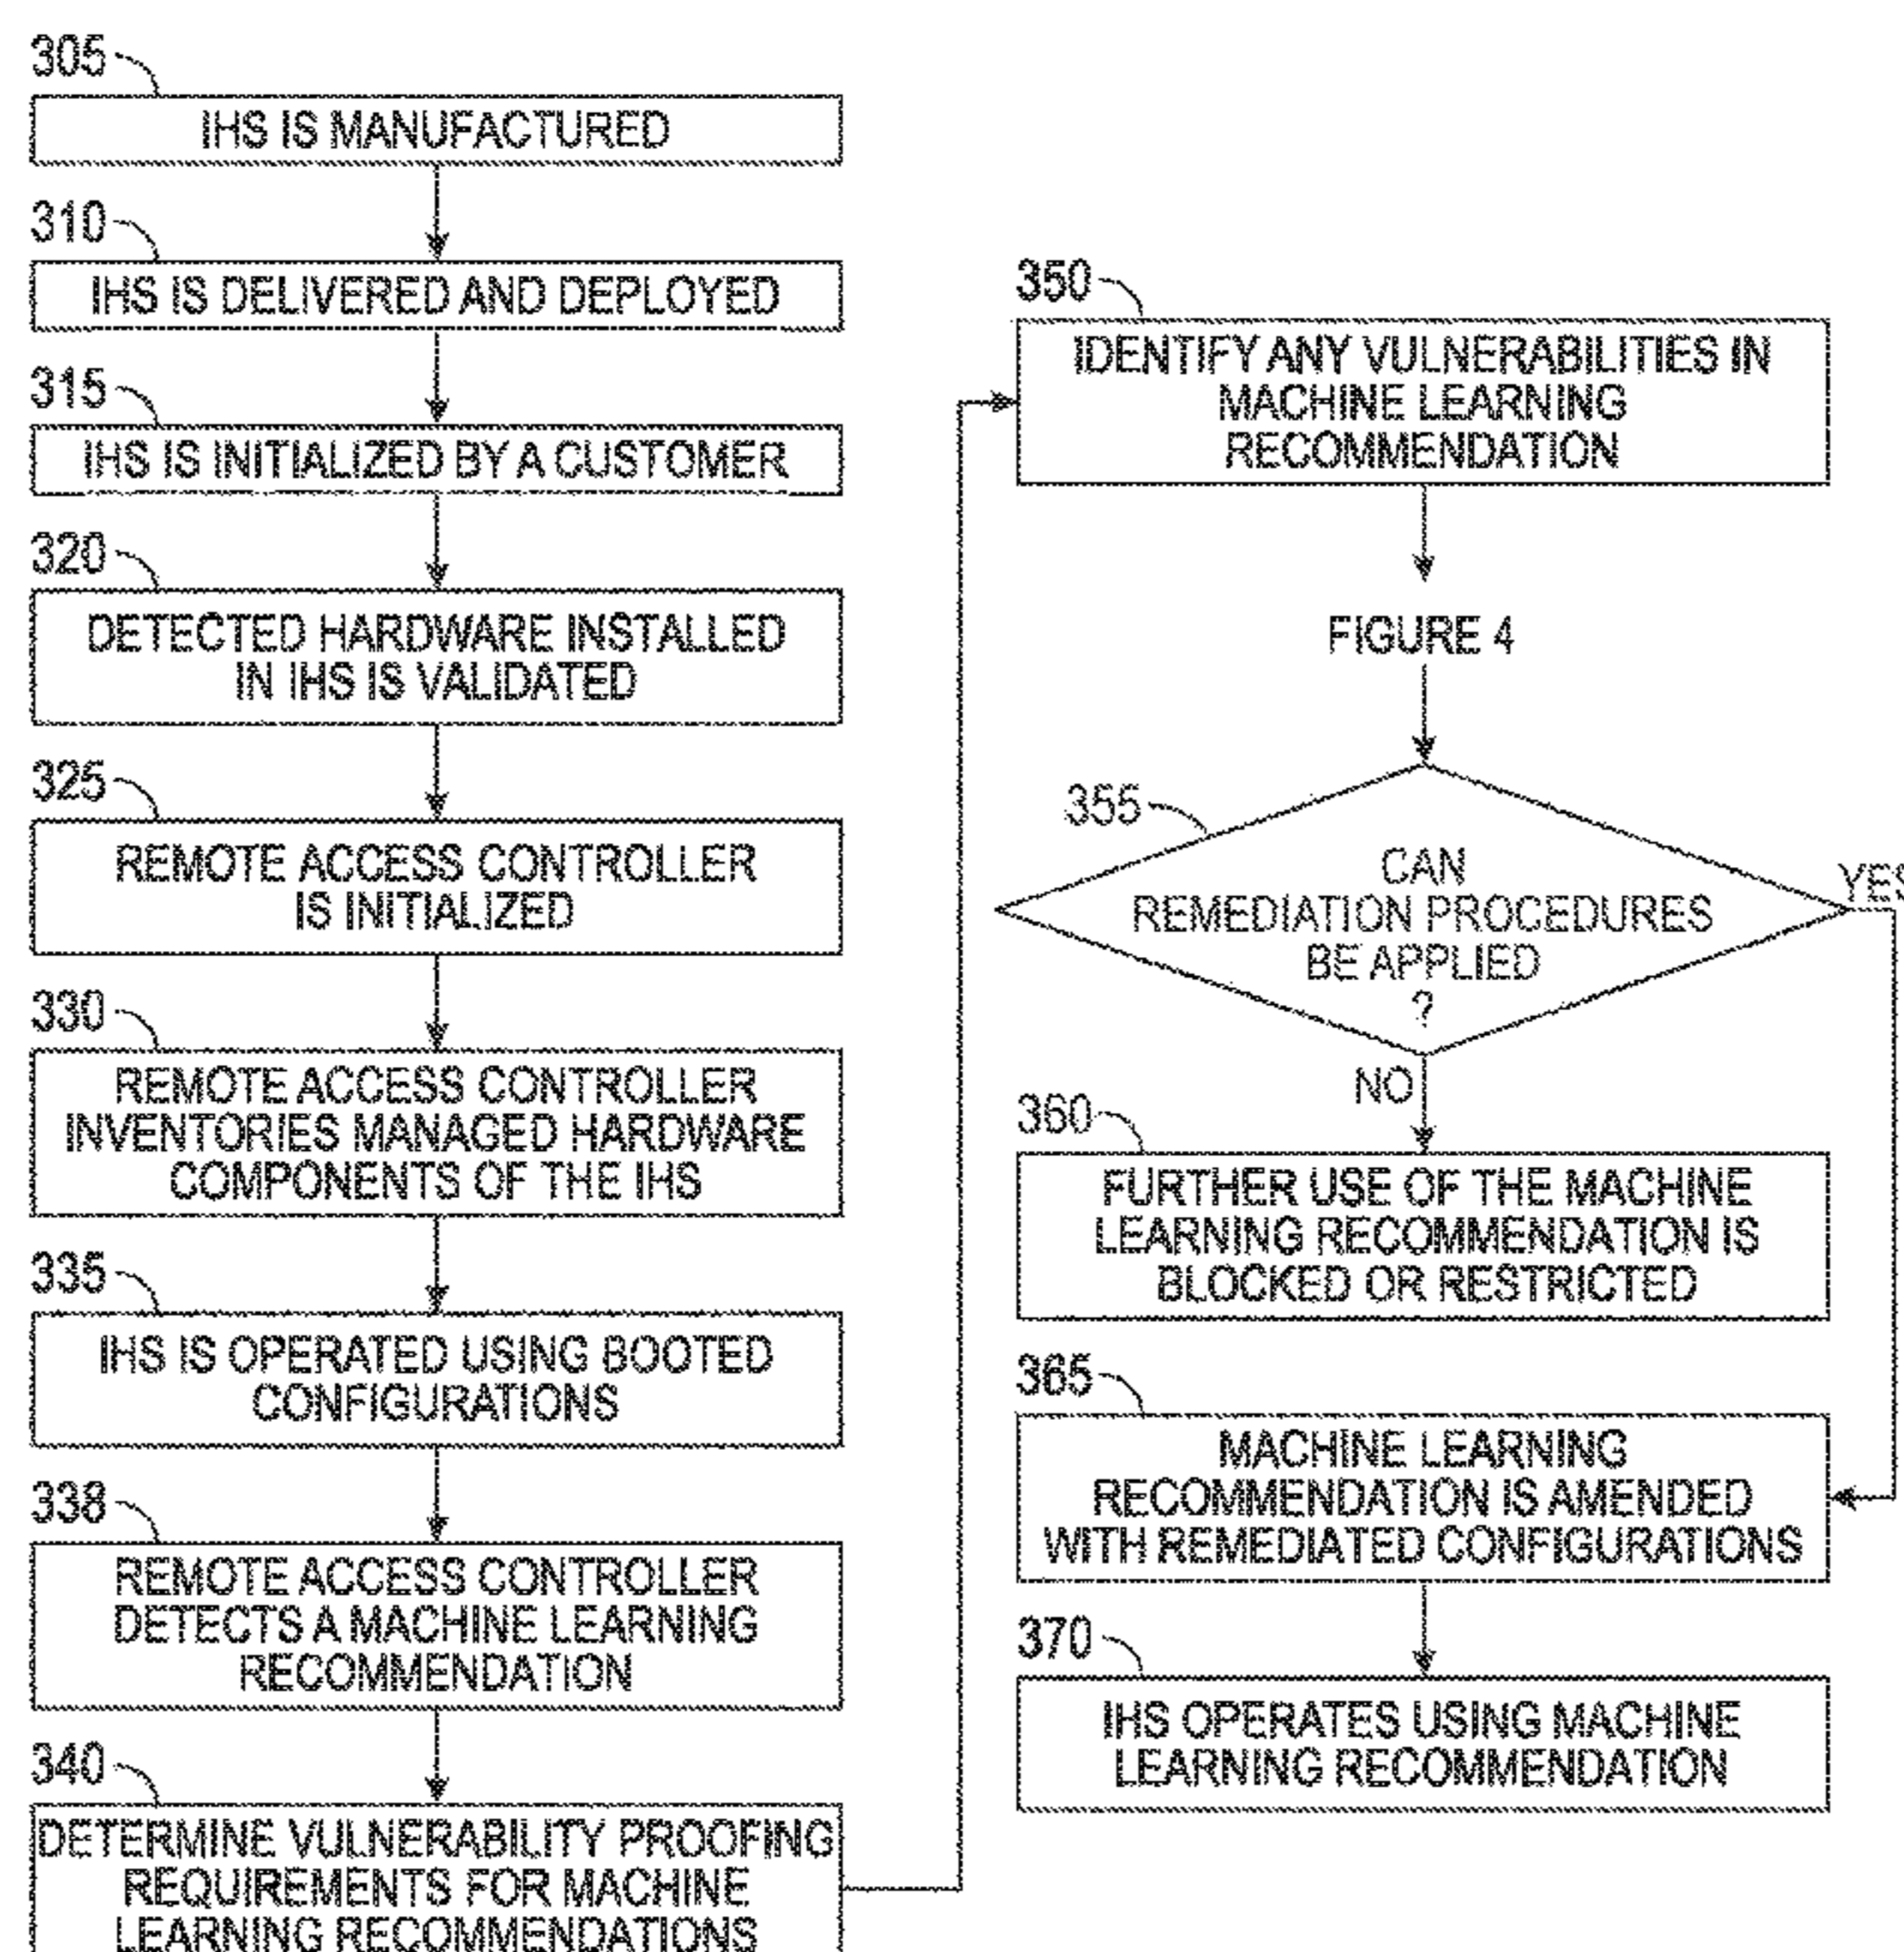 305
IHS IS MANUFACTURED
310
IHS IS DELIVERED AND DEPLOYED
315
IHS IS INITIALIZED BY A CUSTOMER
320
DETECTED HARDWARE INSTALLED
IN IHS IS VALIDATED
325
REMOTE ACCESS CONTROLLER
IS INITIALIZED
330
REMOTE ACCESS CONTROLLER
INVENTORIES MANAGED HARDWARE
COMPONENTS OF THE IHS
335
IHS IS OPERATED USING BOOTED
CONFIGURATIONS
338
REMOTE ACCESS CONTROLLER
DETECTS A MACHINE LEARNING
RECOMMENDATION
340
DETERMINE VULNERABILITY PROOFING
REQUIREMENTS FOR MACHINE
LEARNING RECOMMENDATIONS
350
IDENTIFY ANY VULNERABILITIES IN
MACHINE LEARNING
RECOMMENDATION
FIGURE 4
355
CAN
REMEDIATION PROCEDURES
BE APPLIED
?
YES
NO
360
FURTHER USE OF THE MACHINE
LEARNING RECOMMENDATION IS
BLOCKED OR RESTRICTED
365
MACHINE LEARNING
RECOMMENDATION IS AMENDED
WITH REMEDIATED CONFIGURATIONS
370
IHS OPERATES USING MACHINE
LEARNING RECOMMENDATION